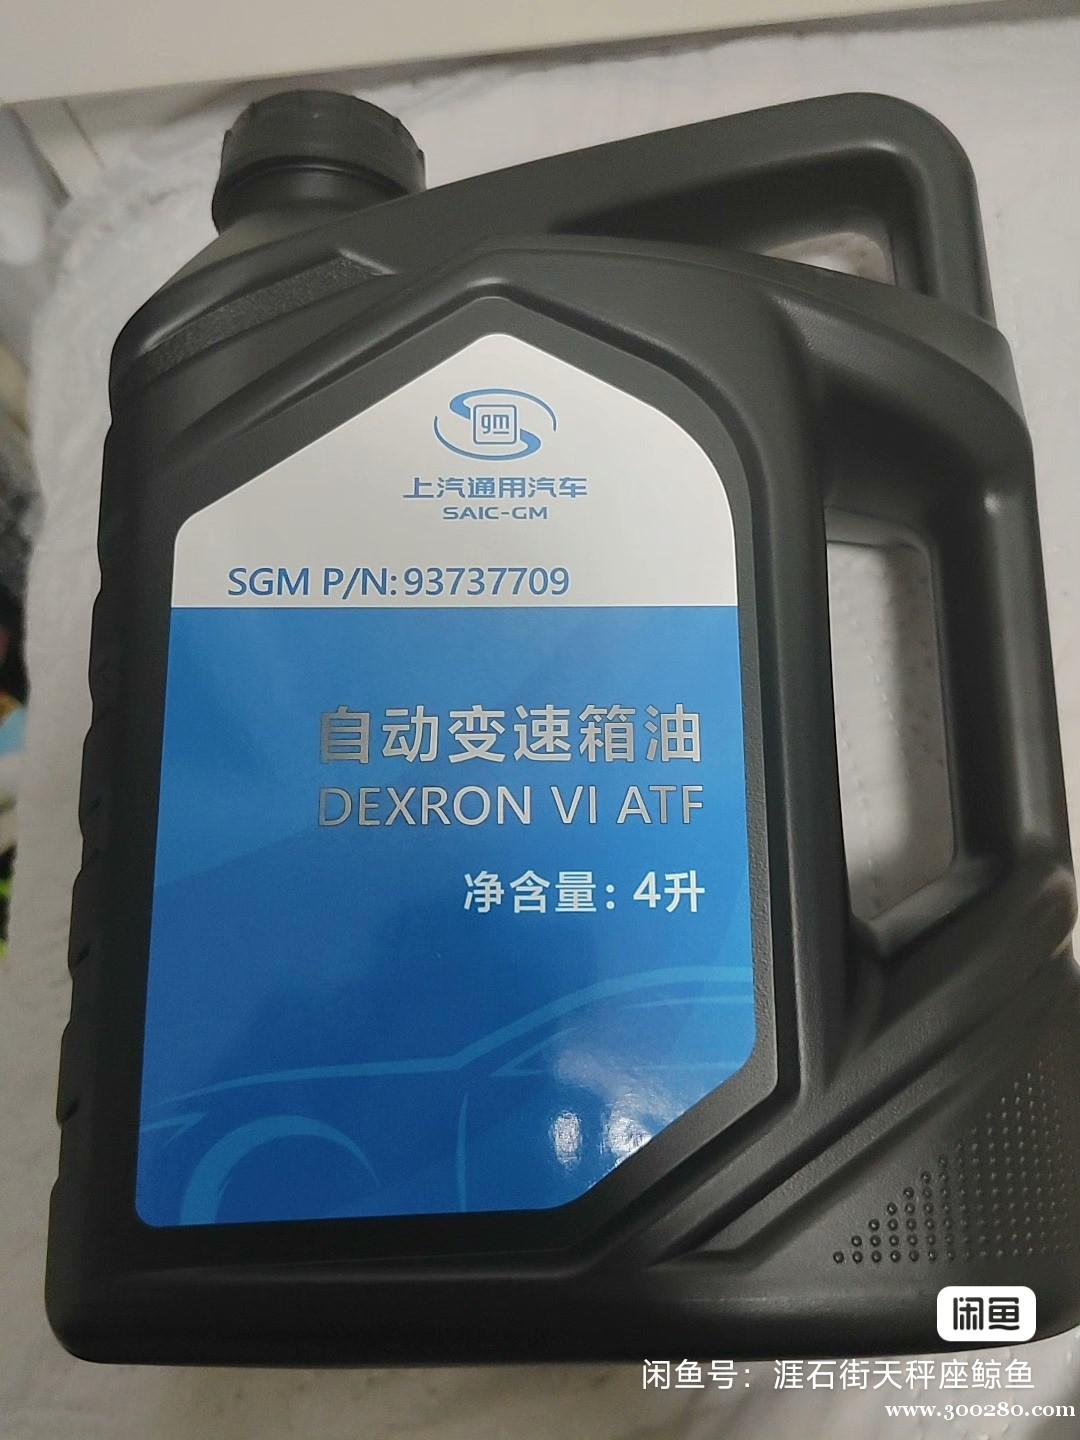 gm
上汽通用汽车
SAIC-GM
SGM P/N: 93737709
自动变速箱油
DEXRON VI ATF
净含量：4升
闲鱼
闲鱼号：涯石街天秤座鲸鱼
www.300280.com